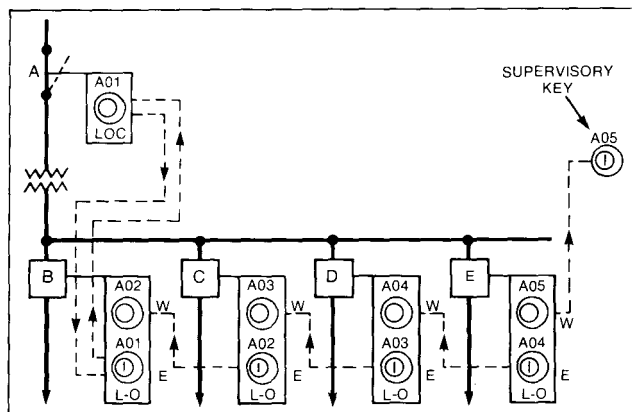 A
A01
LOC
SUPERVISORY
KEY
A05
B
A02
W
A01
E
L-O
C
A03
W
A02
E
L-O
D
A04
W
A03
E
L-O
E
A05
W
A04
E
L-O